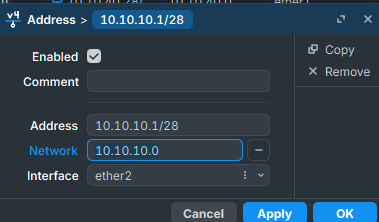 v4 Address > 10.10.10.1/28
Enabled
Comment
Address 10.10.10.1/28
Network 10.10.10.0
Interface ether2
Copy
Remove
Cancel Apply OK